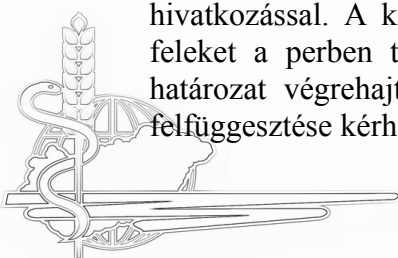 hivatkozással. A k
feleket a perben t
határozat végrehajt
felfüggesztése kérh